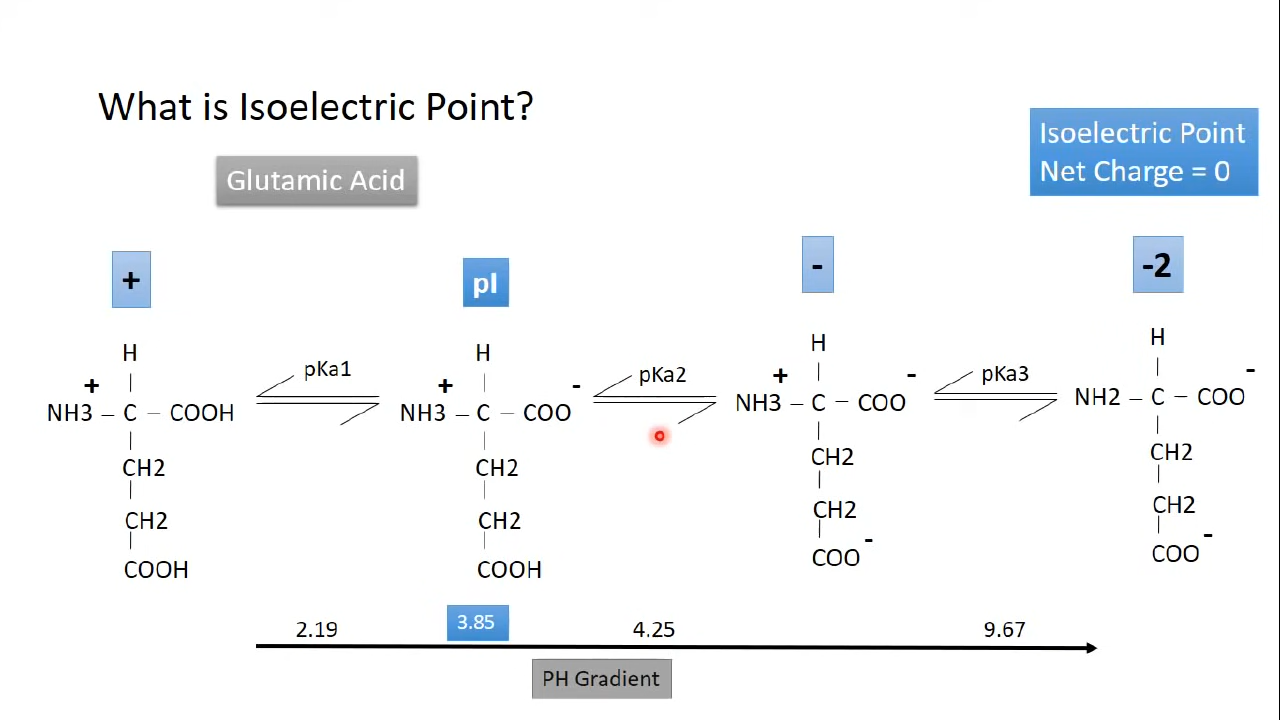 What is Isoelectric Point?
Isoelectric Point
Net Charge = 0
Glutamic Acid
+
pI
-
-2
H
+
NH3 – C – COOH
CH2
CH2
COOH
pKa1
H
+ -
NH3 – C – COO
CH2
CH2
COOH
pKa2
H
+ -
NH3 – C – COO
CH2
CH2
COO -
pKa3
H
-
NH2 – C – COO
CH2
CH2
COO -
2.19
3.85
4.25
9.67
PH Gradient